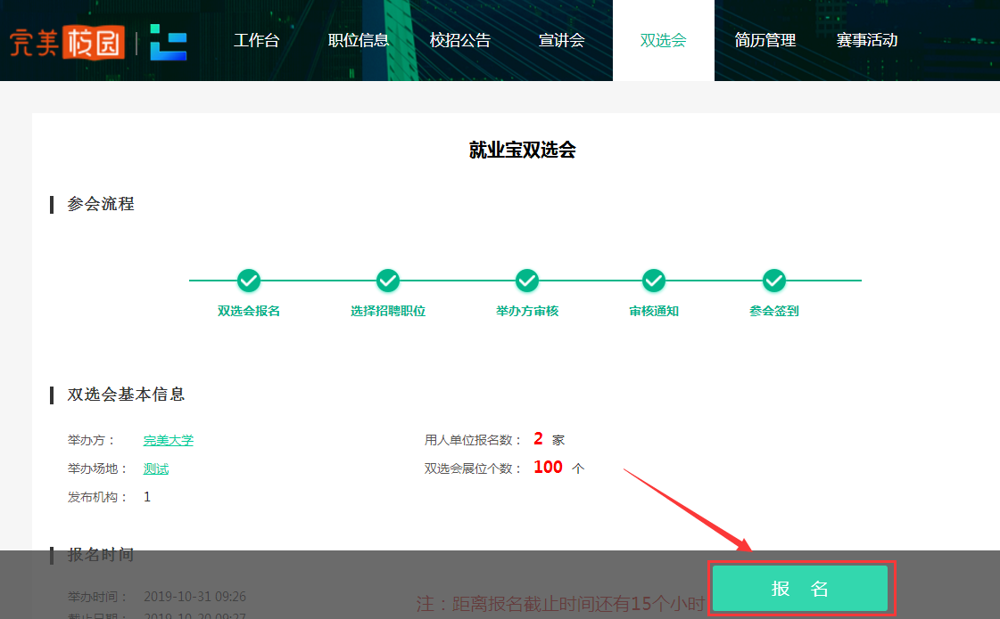 完美校园
工作台 职位信息 校招公告 宣讲会 双选会 简历管理 赛事活动
就业宝双选会
参会流程
双选会报名 选择招聘职位 举办方审核 审核通知 参会签到
双选会基本信息
举办方： 完美大学 用人单位报名数： 2 家
举办场地： 测试 双选会展位个数： 100 个
发布机构： 1
报名时间
举办时间： 2019-10-31 09:26
注：距离报名截止时间还有15个小时
报 名
截止日期： 2019-10-30 09:27